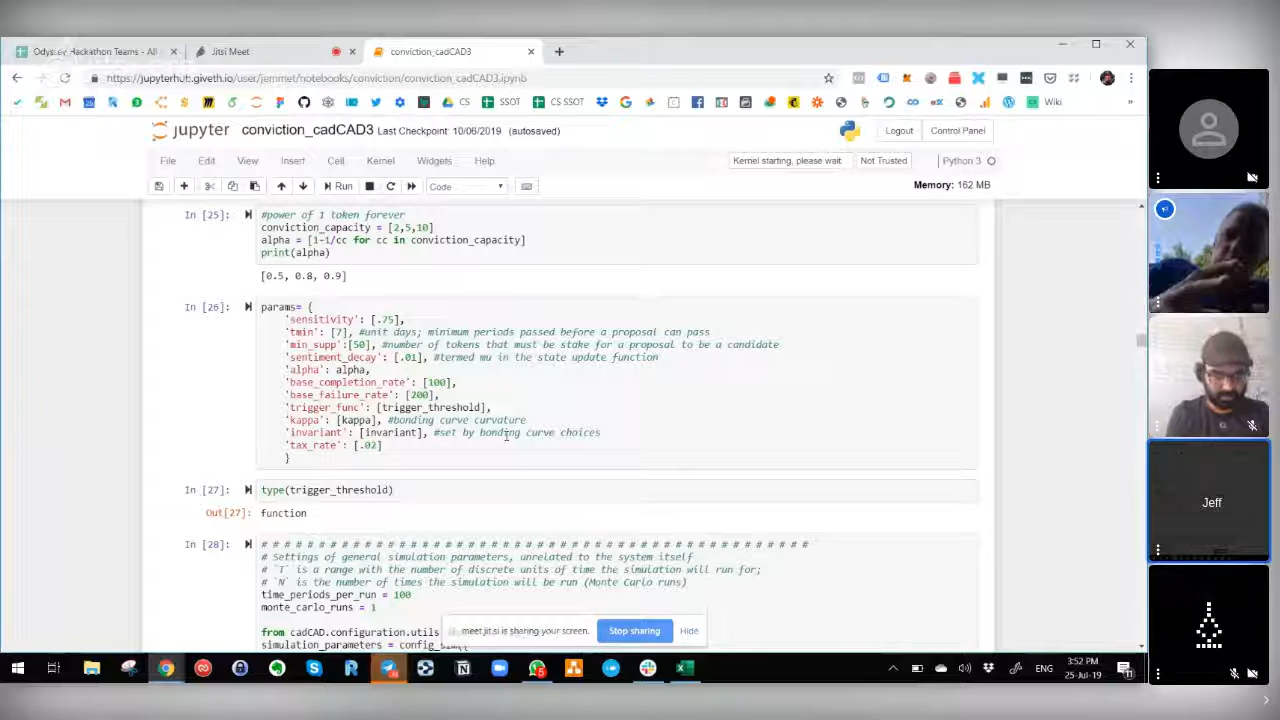 Odyssey Hackathon Teams - All
Jitsi Meet
conviction_cadCAD3
https://jupyterhub.giveth.io/user/jemmet/notebooks/conviction/conviction_cadCAD3.ipynb
CS
SSOT
CS SSOT
Wiki
jupyter
conviction_cadCAD3 Last Checkpoint: 10/06/2019 (autosaved)
Logout
Control Panel
File
Edit
View
Insert
Cell
Kernel
Widgets
Help
Kernel starting, please wait
Not Trusted
Python 3
Run
Code
Memory: 162 MB
In [25]:
#power of 1 token forever
conviction_capacity = [2,5,10]
alpha = [1-1/cc for cc in conviction_capacity]
print(alpha)
[0.5, 0.8, 0.9]
In [26]:
params= {
'sensitivity': [.75],
'tmin': [7], #unit days; minimum periods passed before a proposal can pass
'min_supp':[50], #number of tokens that must be stake for a proposal to be a candidate
'sentiment_decay': [.01], #termed mu in the state update function
'alpha': alpha,
'base_completion_rate': [100],
'base_failure_rate': [200],
'trigger_func': [trigger_threshold],
'kappa': [kappa], #bonding curve curvature
'invariant': [invariant], #set by bonding curve choices
'tax_rate': [.02]
}
In [27]:
type(trigger_threshold)
Out[27]:
function
In [28]:
# # # # # # # # # # # # # # # # # # # # # # # # # # # # # # # # # # # # # # # # # # # # # # # #
# Settings of general simulation parameters, unrelated to the system itself
# `T` is a range with the number of discrete units of time the simulation will run for;
# `N` is the number of times the simulation will be run (Monte Carlo runs)
time_periods_per_run = 100
monte_carlo_runs = 1
from cadCAD.configuration.utils
simulation_parameters = config_sim({
meet.jit.si is sharing your screen.
Stop sharing
Hide
Jeff
ENG
3:52 PM
25-Jul-19